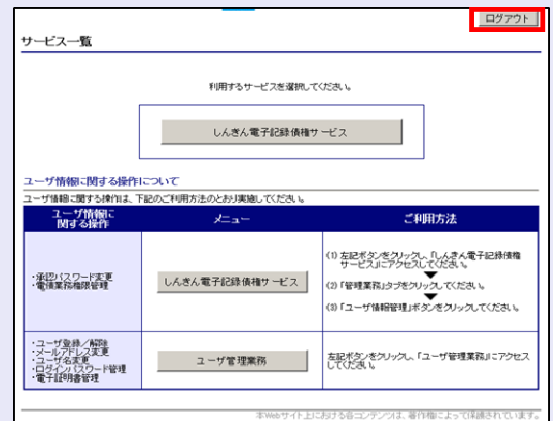 ログアウト
サービス一覧
利用するサービスを選択してください。
しんきん電子記録債権サービス
ユーザ情報に関する操作について
ユーザ情報に関する操作は、下記のご利用方法のとおり実施してください。
ユーザ情報に
関する操作
メニュー
ご利用方法
・承認パスワード変更
・電債業務権限管理
しんきん電子記録債権サービス
(1) 左記ボタンをクリックし、『しんきん電子記録債権
サービス』にアクセスしてください。
(2) 「管理業務」タブをクリックしてください。
(3) 「ユーザ情報管理」ボタンをクリックしてください。
・ユーザ登録／解除
・メールアドレス変更
・ユーザ名変更
・ログインパスワード管理
・電子証明書管理
ユーザ管理業務
左記ボタンをクリックし、『ユーザ管理業務』にアクセス
してください。
本Webサイト上における各コンテンツは、著作権によって保護されています。